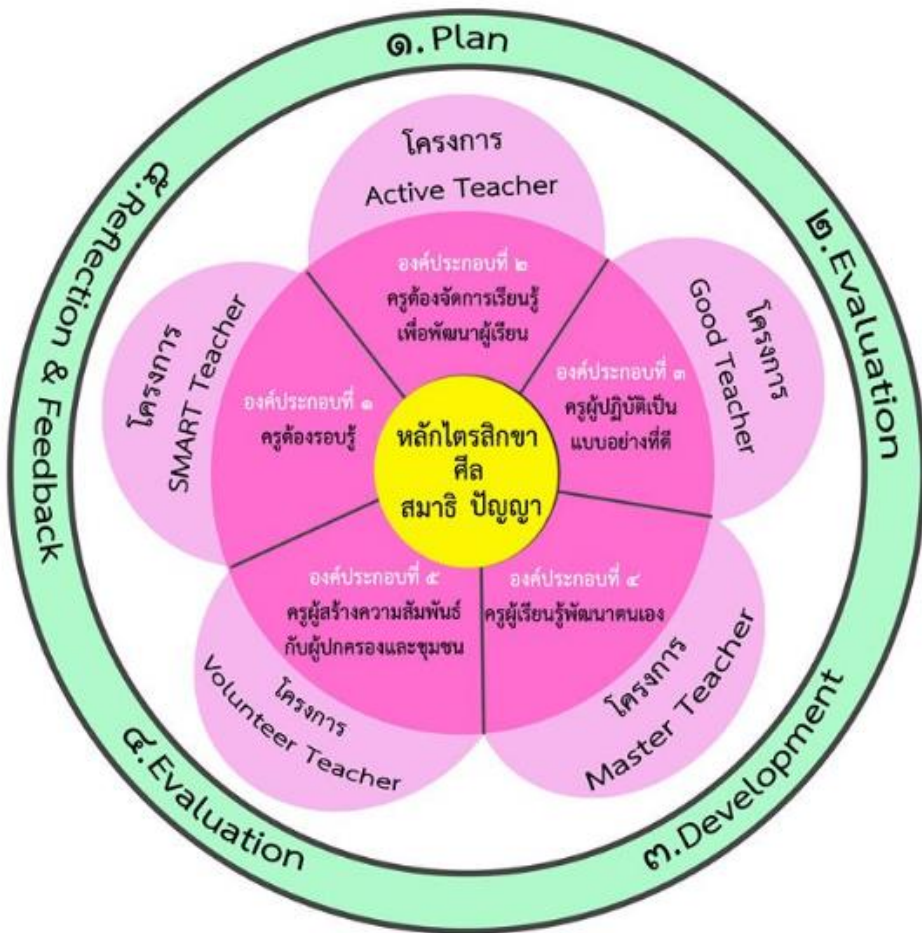 ๑. Plan
๒. Evaluation
๓. Development
๔. Evaluation
๕. Reflection & Feedback
โครงการ
Active Teacher
โครงการ
Good Teacher
โครงการ
Master Teacher
โครงการ
Volunteer Teacher
โครงการ
SMART Teacher
องค์ประกอบที่ ๒
ครูต้องจัดการเรียนรู้
เพื่อพัฒนาผู้เรียน
องค์ประกอบที่ ๓
ครูผู้ปฏิบัติเป็น
แบบอย่างที่ดี
องค์ประกอบที่ ๔
ครูผู้เรียนรู้พัฒนาตนเอง
องค์ประกอบที่ ๕
ครูผู้สร้างความสัมพันธ์
กับผู้ปกครองและชุมชน
องค์ประกอบที่ ๑
ครูต้องรอบรู้
หลักไตรสิกขา
ศีล
สมาธิ ปัญญา